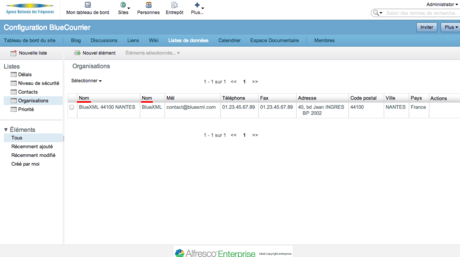 Administrator
Agence Nationale des Fréquences
Mon tableau de bord Sites Personnes Entrepôt Plus...
Configuration BlueCourrier
Inviter Plus
Tableau de bord du site Blog Discussions Liens Wiki Listes de données Calendrier Espace Documentaire Membres
Nouvelle liste Nouvel élément Éléments sélectionnés...
Listes
Délais
Niveau de sécurité
Contacts
Organisations
Priorité
Éléments
Tous
Récemment ajouté
Récemment modifié
Créé par moi
Organisations
Sélectionner
1 - 1 sur 1 << 1 >>
Nom Nom Mél Téléphone Fax Adresse Code postal Ville Pays Actions
BlueXML 44100 NANTES BlueXML contact@bluexml.com 01.23.45.67.89 01.23.45.67.89 40, bd Jean INGRES 44100 NANTES France
BP 2002
1 - 1 sur 1 << 1 >>
Alfresco Enterprise